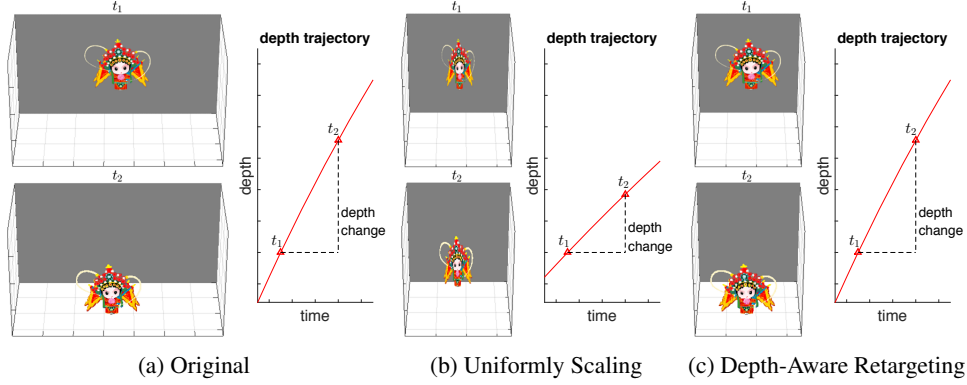 t₁
t₂
depth trajectory
depth
t₂
t₁
depth
change
time
(a) Original
t₁
t₂
depth trajectory
depth
t₂
t₁
depth
change
time
(b) Uniformly Scaling
t₁
t₂
depth trajectory
depth
t₂
t₁
depth
change
time
(c) Depth-Aware Retargeting